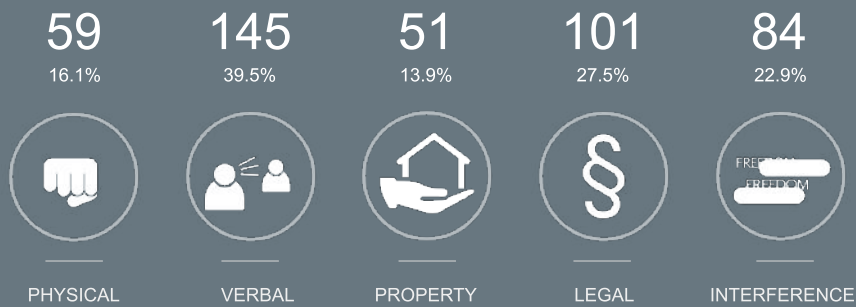 59 145 51 101 84
16.1% 39.5% 13.9% 27.5% 22.9%
§
FREEDOM
FREEDOM
PHYSICAL VERBAL PROPERTY LEGAL INTERFERENCE